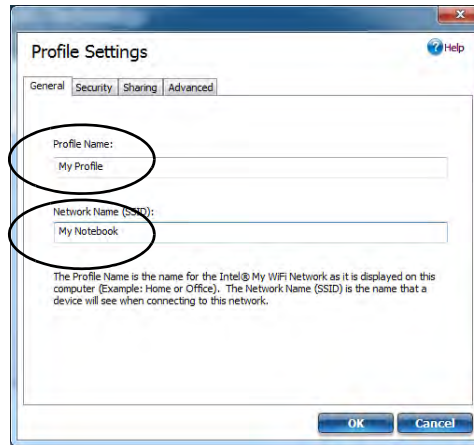 Profile Settings
Help
General Security Sharing Advanced
Profile Name:
My Profile
Network Name (SSID):
My Notebook
The Profile Name is the name for the Intel® My WiFi Network as it is displayed on this
computer (Example: Home or Office). The Network Name (SSID) is the name that a
device will see when connecting to this network.
OK Cancel